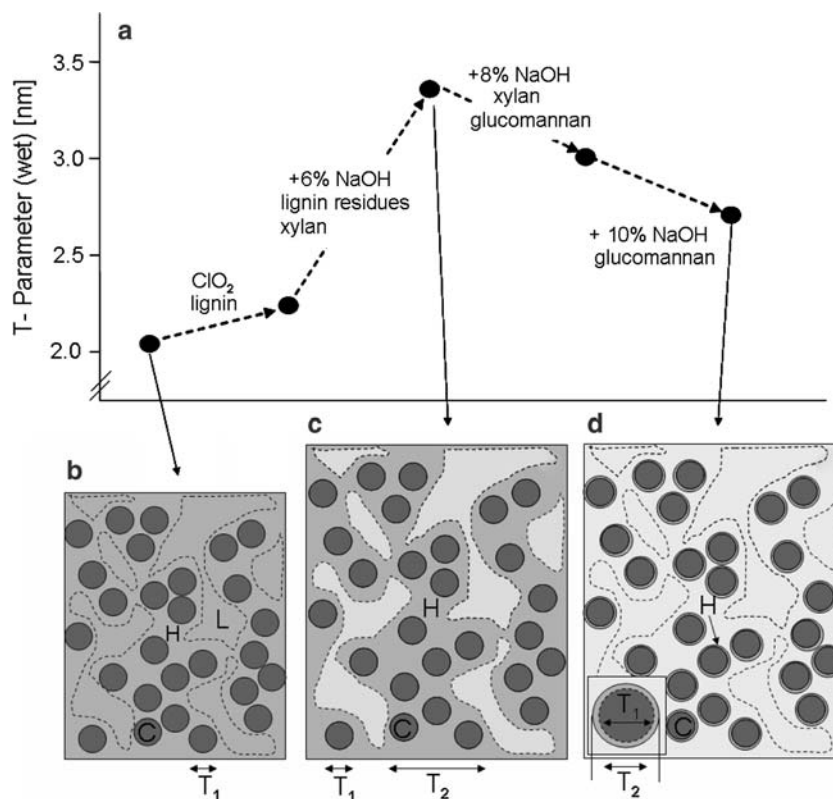 a
T- Parameter (wet) [nm]
3.5
3.0
2.5
2.0
ClO₂
lignin
+6% NaOH
lignin residues
xylan
+8% NaOH
xylan
glucomannan
+ 10% NaOH
glucomannan
b
H
L
C
T₁
c
H
C
T₁
T₂
d
H
T₁
C
T₂